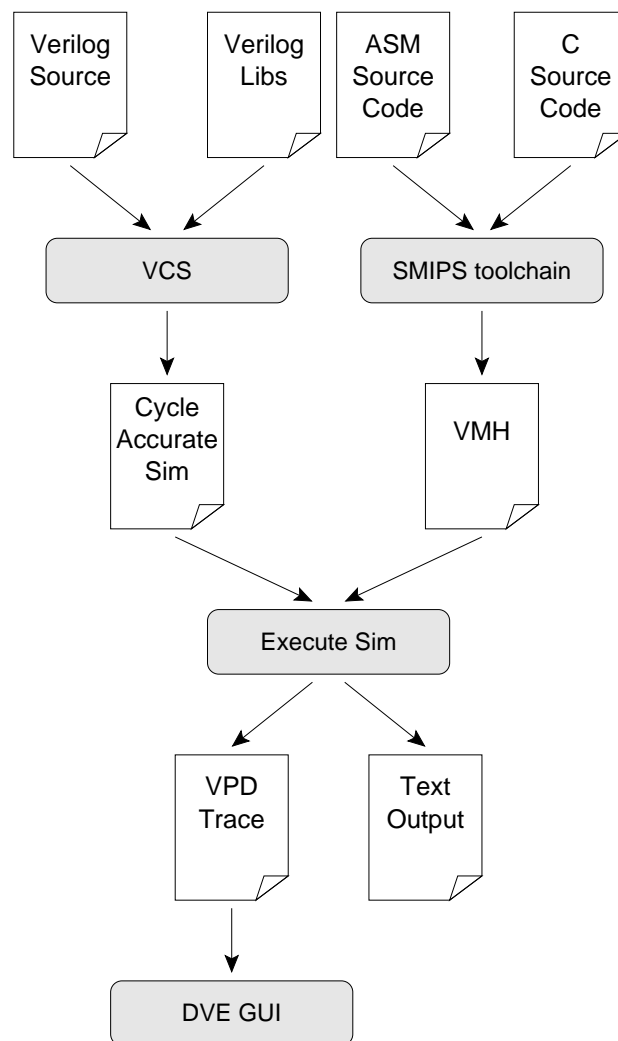 Verilog
Source
Verilog
Libs
ASM
Source
Code
C
Source
Code
VCS
SMIPS toolchain
Cycle
Accurate
Sim
VMH
Execute Sim
VPD
Trace
Text
Output
DVE GUI